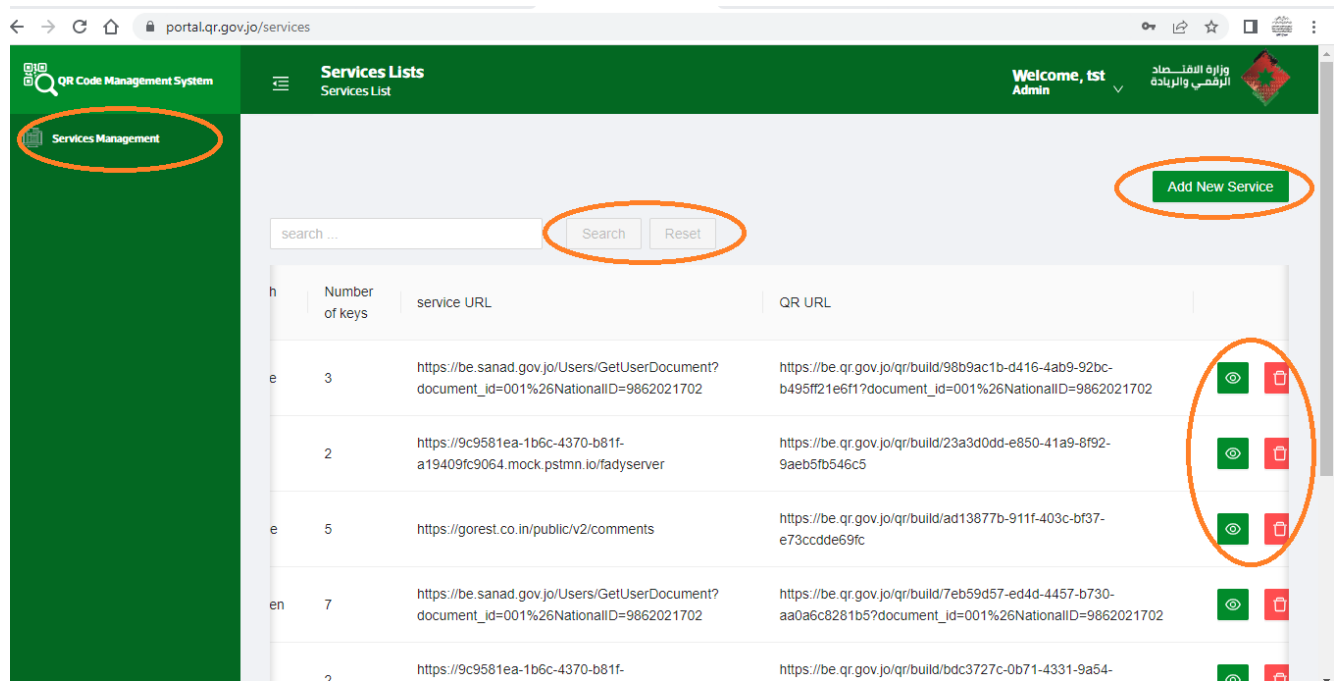 portal.qr.gov.jo/services
QR Code Management System
Services Lists
Services List
Welcome, tst
Admin
وزارة الاقتـــصاد
الرقمـي والريادة
Services Management
Add New Service
search ...
Search
Reset
h
Number
of keys
service URL
QR URL
e
3
https://be.sanad.gov.jo/Users/GetUserDocument?
document_id=001%26NationalID=9862021702
https://be.qr.gov.jo/qr/build/98b9ac1b-d416-4ab9-92bc-
b495ff21e6f1?document_id=001%26NationalID=9862021702
2
https://9c9581ea-1b6c-4370-b81f-
a19409fc9064.mock.pstmn.io/fadyserver
https://be.qr.gov.jo/qr/build/23a3d0dd-e850-41a9-8f92-
9aeb5fb546c5
e
5
https://gorest.co.in/public/v2/comments
https://be.qr.gov.jo/qr/build/ad13877b-911f-403c-bf37-
e73ccdde69fc
en
7
https://be.sanad.gov.jo/Users/GetUserDocument?
document_id=001%26NationalID=9862021702
https://be.qr.gov.jo/qr/build/7eb59d57-ed4d-4457-b730-
aa0a6c8281b5?document_id=001%26NationalID=9862021702
2
https://9c9581ea-1b6c-4370-b81f-
https://be.qr.gov.jo/qr/build/bdc3727c-0b71-4331-9a54-